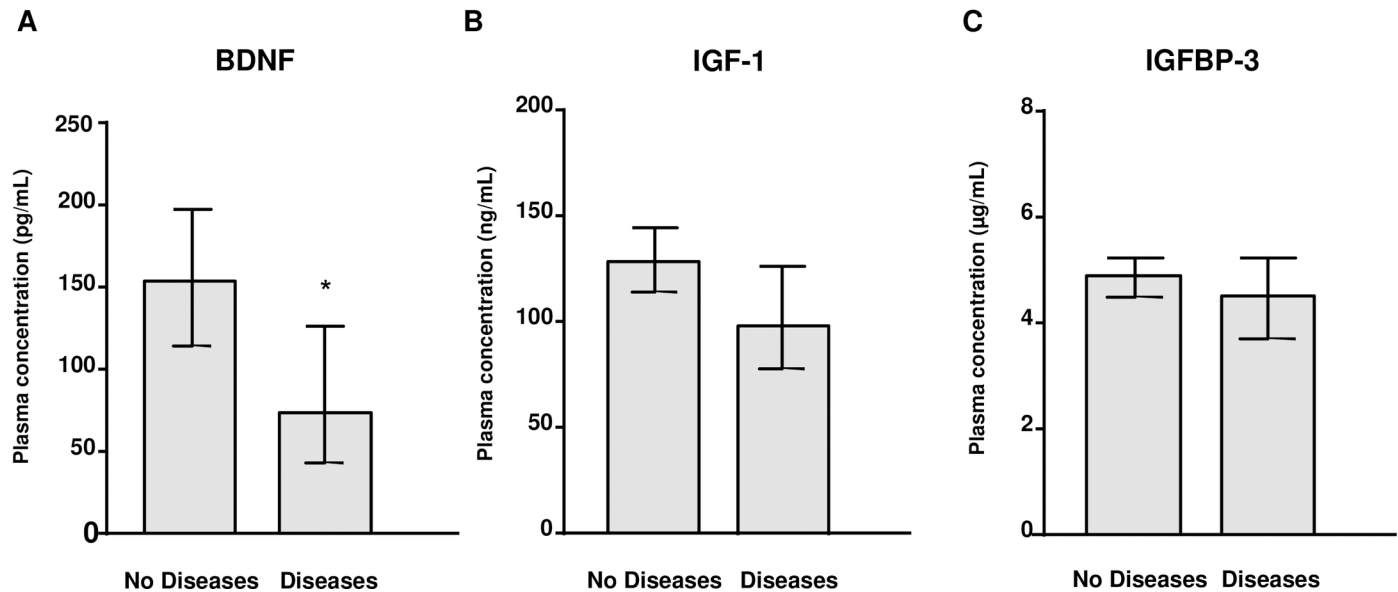 A
BDNF
Plasma concentration (pg/mL)
250
200
150
100
50
0
*
No Diseases Diseases
B
IGF-1
Plasma concentration (ng/mL)
200
150
100
50
0
No Diseases Diseases
C
IGFBP-3
Plasma concentration (µg/mL)
8
6
4
2
0
No Diseases Diseases